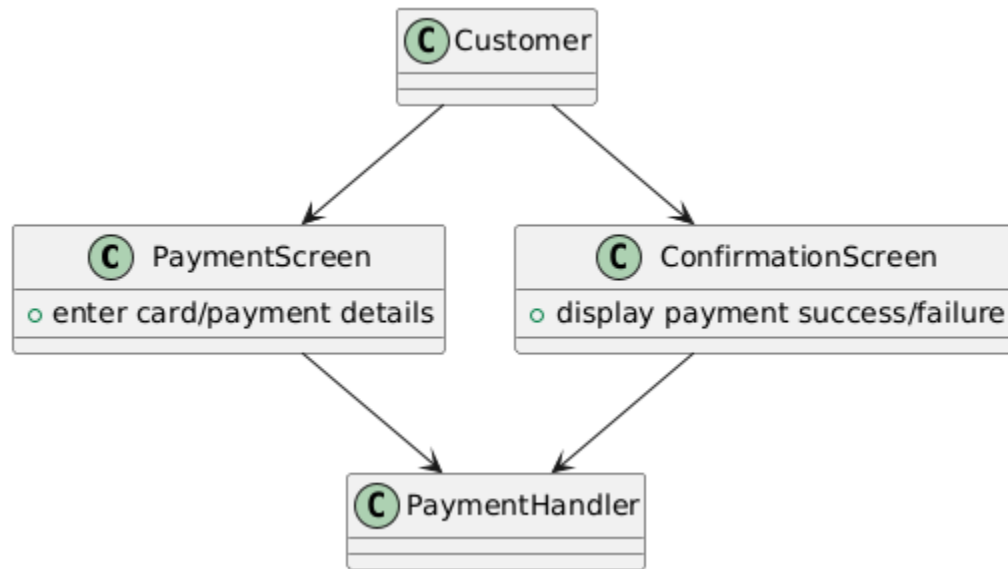 C Customer
C PaymentScreen
enter card/payment details
C ConfirmationScreen
display payment success/failure
C PaymentHandler